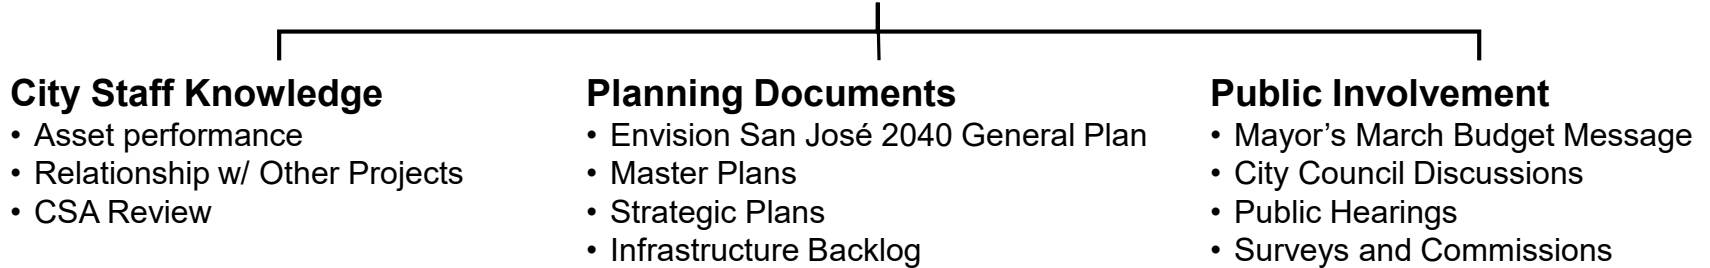 City Staff Knowledge
• Asset performance
• Relationship w/ Other Projects
• CSA Review
Planning Documents
• Envision San José 2040 General Plan
• Master Plans
• Strategic Plans
• Infrastructure Backlog
Public Involvement
• Mayor’s March Budget Message
• City Council Discussions
• Public Hearings
• Surveys and Commissions